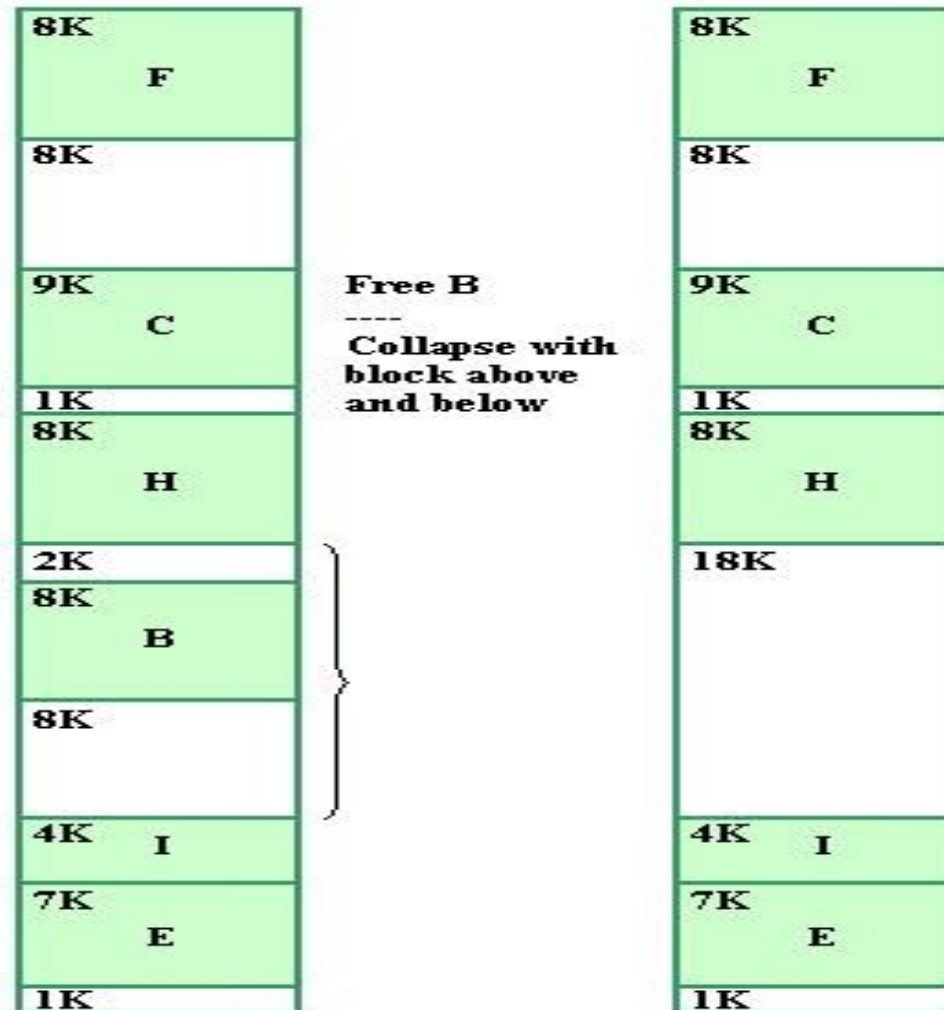 8K
F
8K
9K
C
1K
8K
H
2K
8K
B
8K
4K I
7K
E
1K
Free B
----
Collapse with
block above
and below
8K
F
8K
9K
C
1K
8K
H
18K
4K I
7K
E
1K